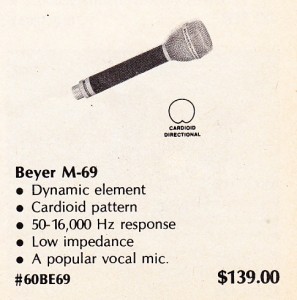 CARDIOID
DIRECTIONAL
Beyer M-69
● Dynamic element
● Cardioid pattern
● 50-16,000 Hz response
● Low impedance
● A popular vocal mic.
#60BE69 $139.00